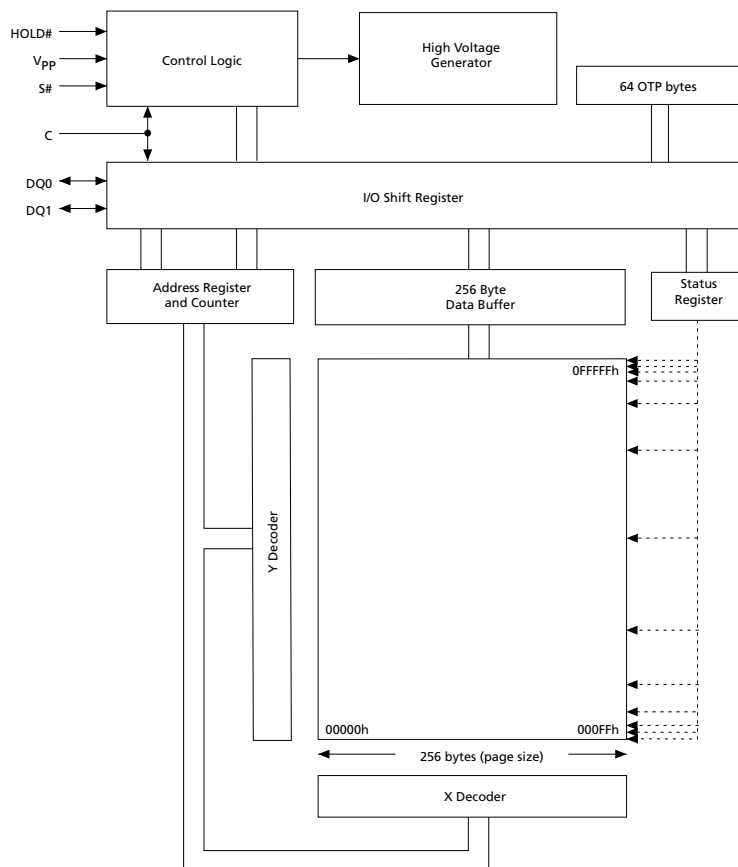 HOLD#
VPP
S#
C
Control Logic
High Voltage
Generator
64 OTP bytes
DQ0
DQ1
I/O Shift Register
Address Register
and Counter
256 Byte
Data Buffer
Status
Register
0FFFFFh
Y Decoder
00000h
000FFh
256 bytes (page size)
X Decoder